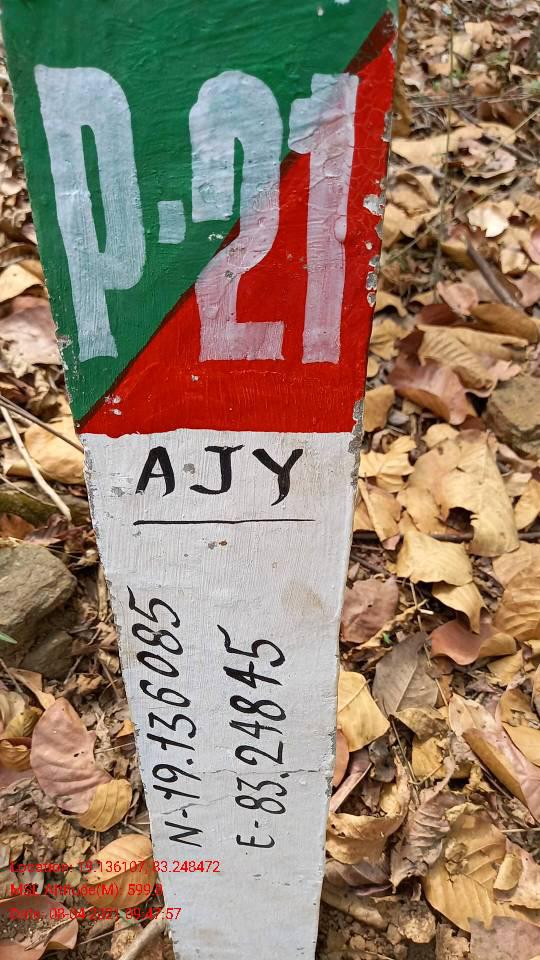 P.21
AJY
N-19.136085
E-83.24845
Location: 19.136107, 83.248472
MSL Altitude(M): 599.9
Date: 08-04-2021 09:47:57